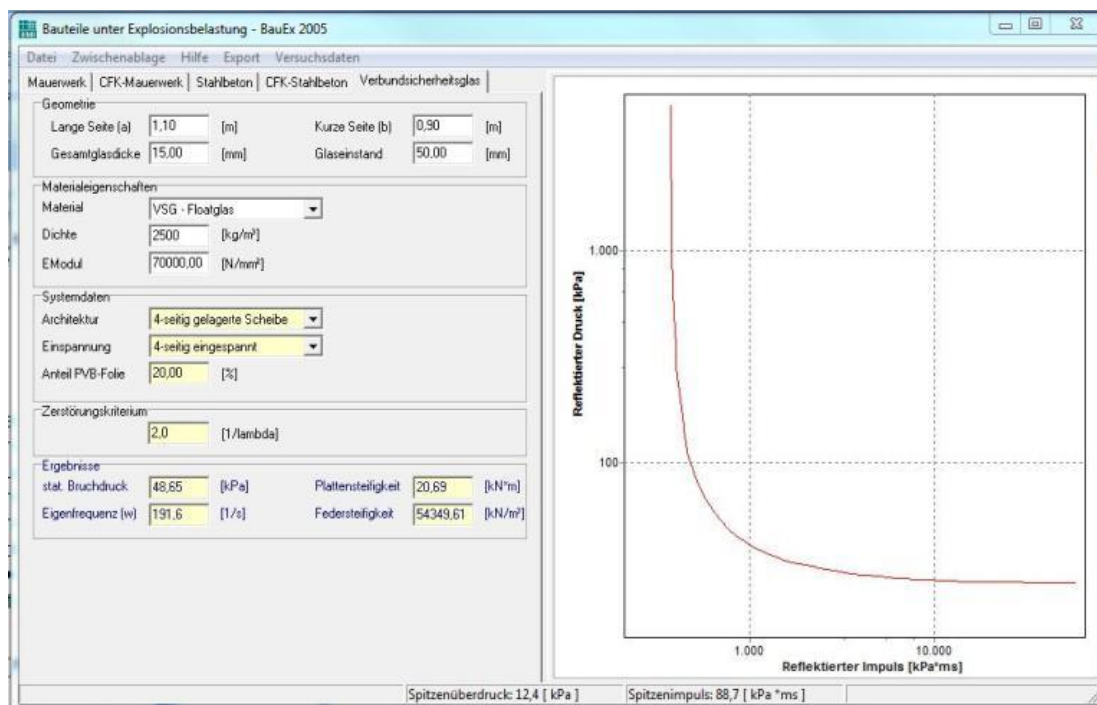 Bauteile unter Explosionsbelastung - BauEx 2005
Datei Zwischenablage Hilfe Export Versuchsdaten
Mauerwerk CFK-Mauerwerk Stahlbeton CFK-Stahlbeton Verbundsicherheitsglas
Geometrie
Lange Seite (a) 1,10 [m] Kurze Seite (b) 0,90 [m]
Gesamtglasdicke 15,00 [mm] Glaseinstand 50,00 [mm]
Materialeigenschaften
Material VSG - Floatglas
Dichte 2500 [kg/m³]
EModul 70000,00 [N/mm²]
Systemdaten
Architektur 4-seitig gelagerte Scheibe
Einspannung 4-seitig eingespannt
Anteil PVB-Folie 20,00 [%]
Zerstörungskriterium
2,0 [1/lambda]
Ergebnisse
stat. Bruchdruck 48,65 [kPa] Plattensteifigkeit 20,69 [kN*m]
Eigenfrequenz (w) 191,6 [1/s] Federsteifigkeit 54349,61 [kN/m²]
Reflektierter Druck [kPa]
1.000
100
1.000 10.000
Reflektierter Impuls [kPa*ms]
Spitzenüberdruck: 12,4 [ kPa ] Spitzenimpuls: 88,7 [ kPa *ms ]